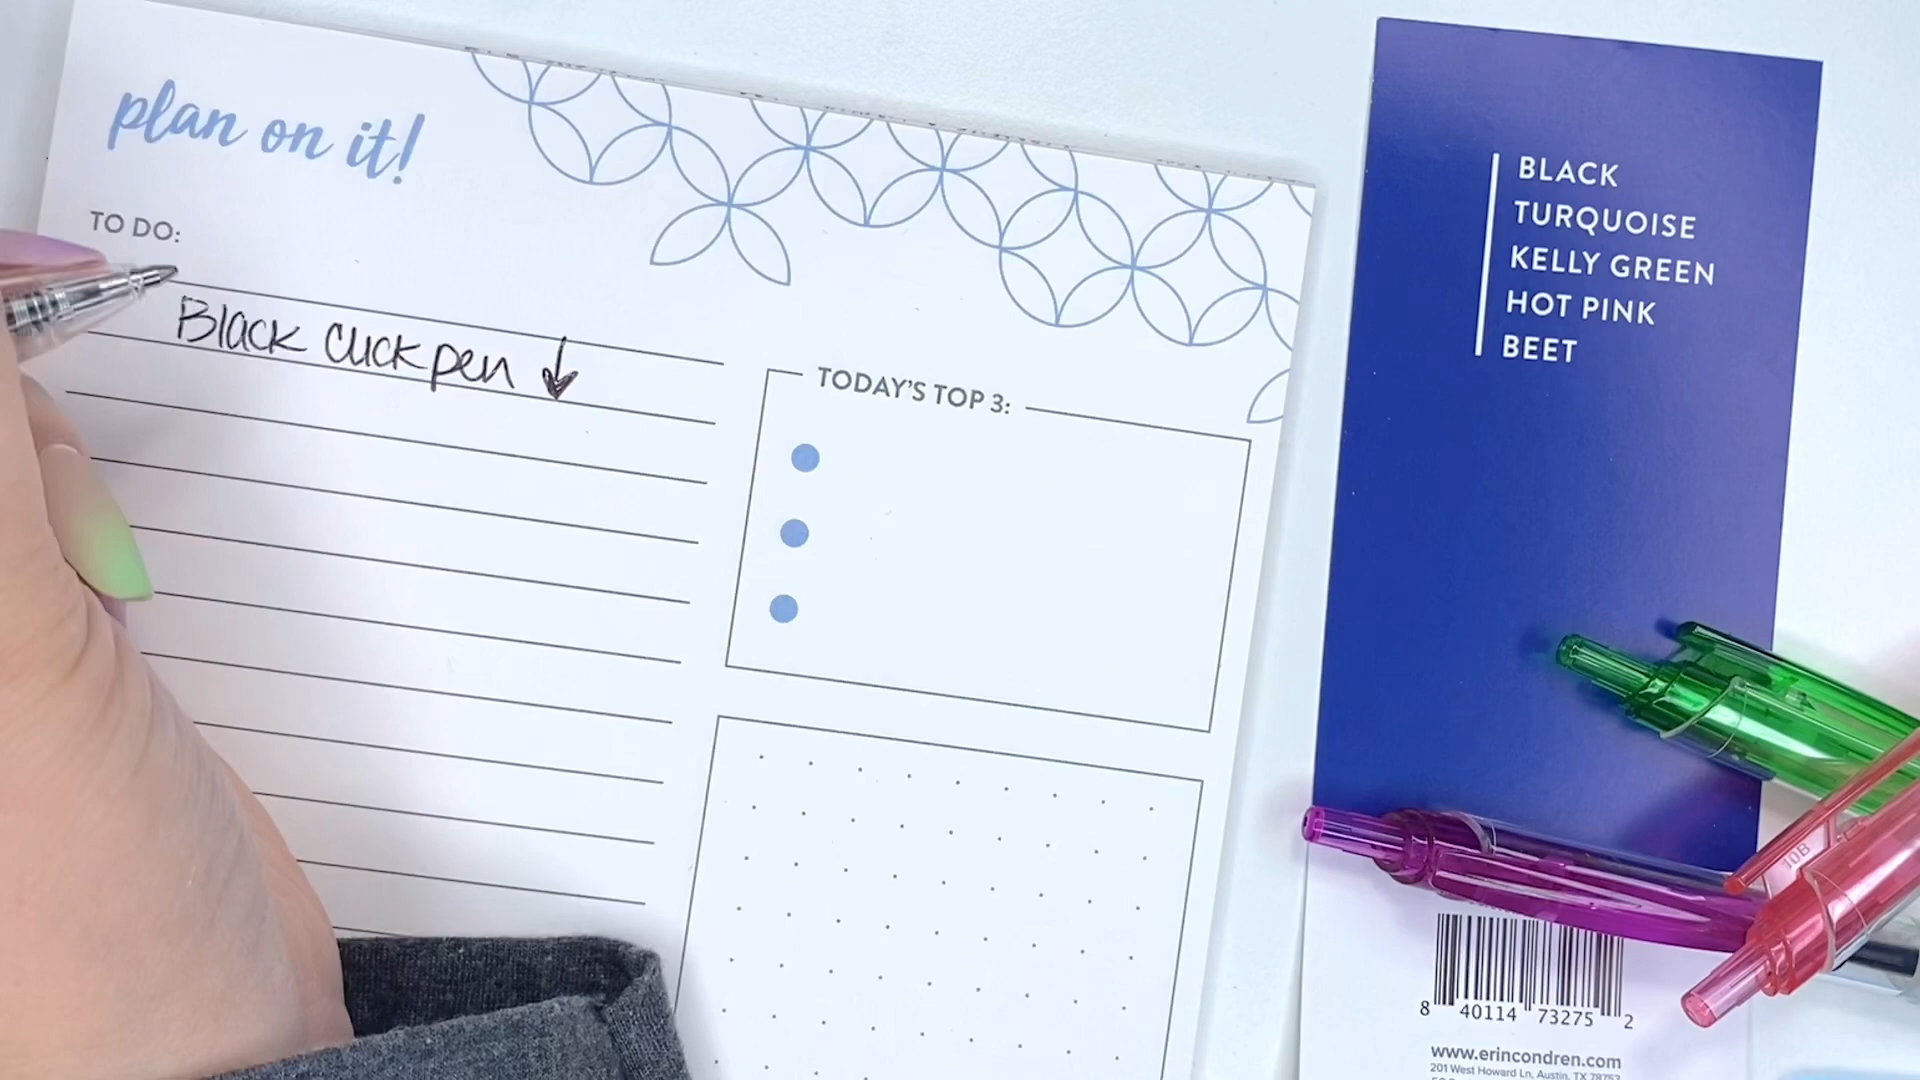 plan on it!
TO DO:
Black Click pen ↓
TODAY'S TOP 3:
BLACK
TURQUOISE
KELLY GREEN
HOT PINK
BEET
10B
8 40114 73275 2
www.erincondren.com
201 West Howard Ln, Austin, TX 78753